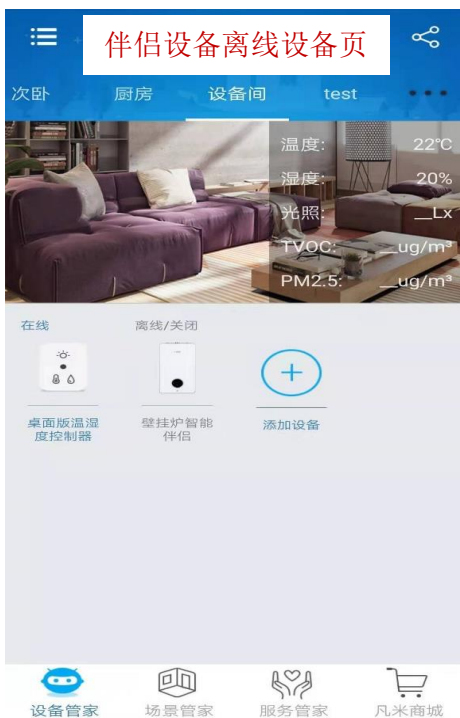 伴侣设备离线设备页
次卧 厨房 设备间 test
温度: 22℃
湿度: 20%
光照: __Lx
TVOC: __ug/m³
PM2.5: __ug/m³
在线 离线/关闭
桌面版温湿 壁挂炉智能 添加设备
度控制器 伴侣
设备管家 场景管家 服务管家 凡米商城